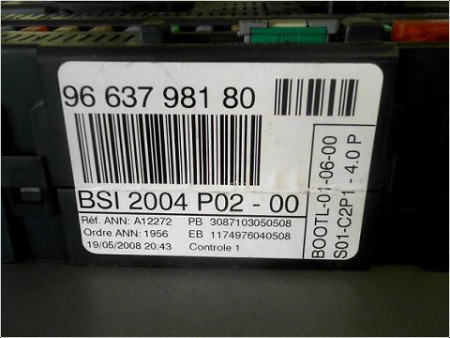 96 637 981 80
BSI 2004 P02 - 00
Réf. ANN: A12272 PB 3087103050508
Ordre ANN: 1956 EB 1174976040508
19/05/2008 20:43 Controle 1
BOOTL-01-06-00
S01-C2P1 - 4.0 P